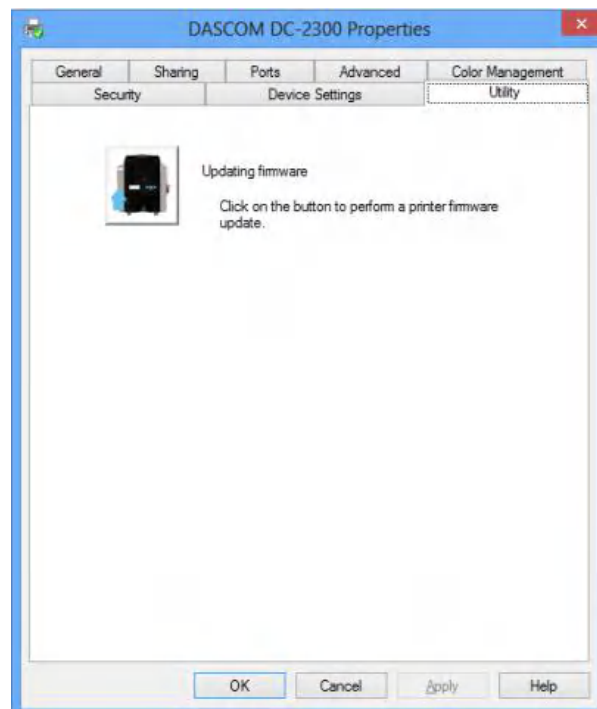 DASCOM DC-2300 Properties
General Sharing Ports Advanced Color Management
Security Device Settings Utility
Updating firmware
Click on the button to perform a printer firmware
update.
OK Cancel Apply Help